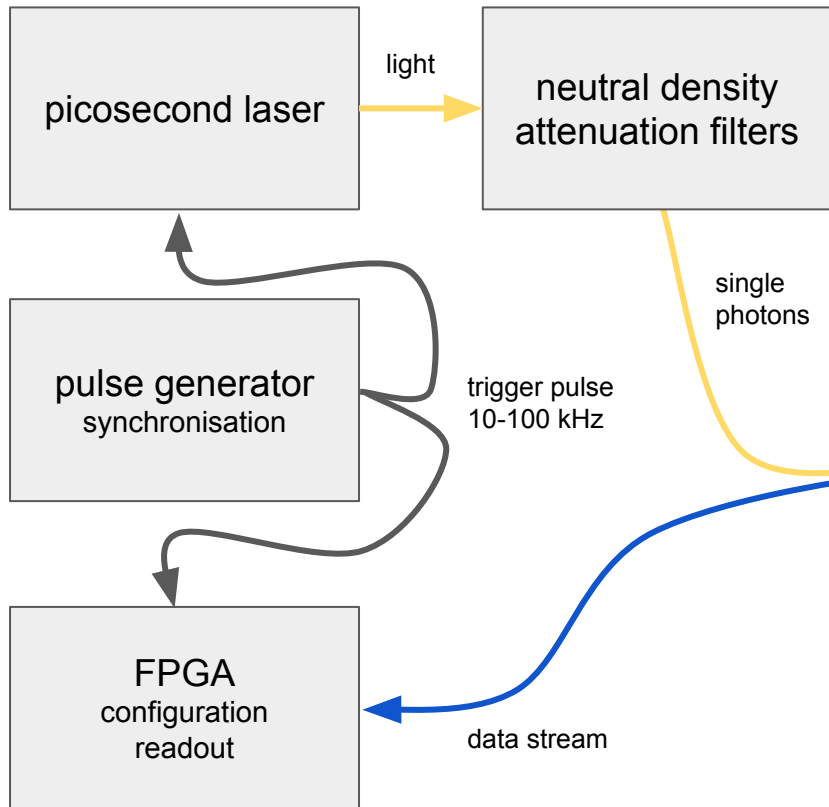 picosecond laser
light
neutral density
attenuation filters
single
photons
pulse generator
synchronisation
trigger pulse
10-100 kHz
FPGA
configuration
readout
data stream